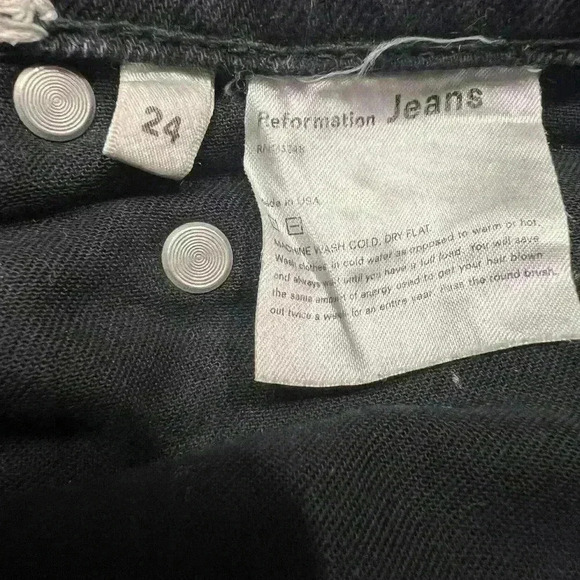 24
Reformation Jeans
Made in USA
MACHINE WASH COLD, DRY FLAT.
Wash clothes in cold water as opposed to warm or hot,
and always wait until you have a full load. You will save
the same amount of energy used to get your hair blown
out twice a week for an entire year. Pass the round brush.